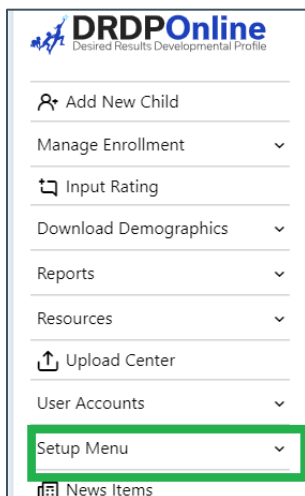 DRDPOnline
Desired Results Developmental Profile
Add New Child
Manage Enrollment
Input Rating
Download Demographics
Reports
Resources
Upload Center
User Accounts
Setup Menu
News Items